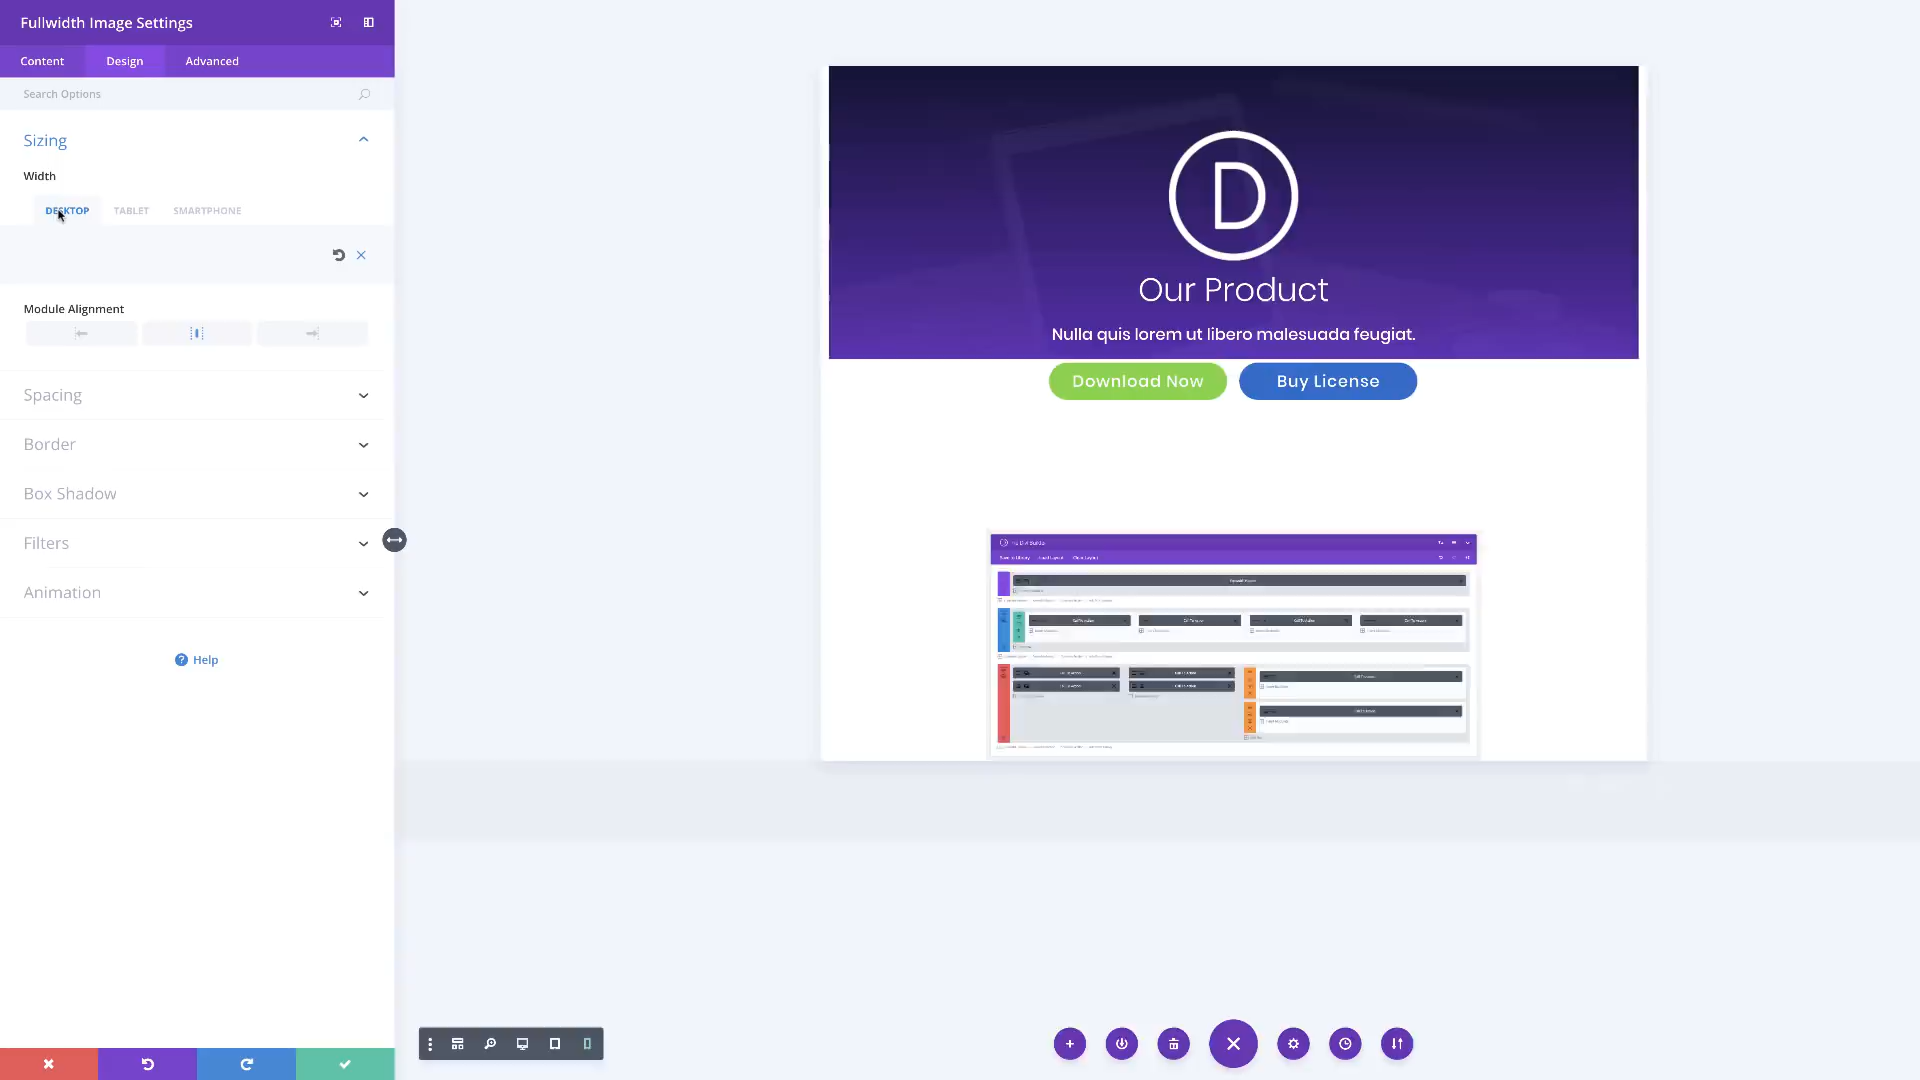 Fullwidth Image Settings
Content Design Advanced
Search Options
Sizing
Width
DESKTOP TABLET SMARTPHONE
Module Alignment
Spacing
Border
Box Shadow
Filters
Animation
Help
D
Our Product
Nulla quis lorem ut libero malesuada feugiat.
Download Now Buy License